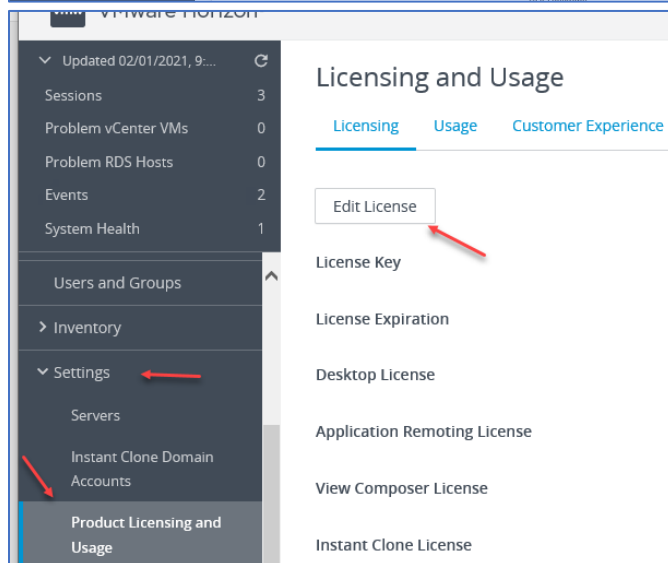 VMware Horizon
Updated 02/01/2021, 9:...
Sessions 3
Problem vCenter VMs 0
Problem RDS Hosts 0
Events 2
System Health 1
Users and Groups
Inventory
Settings
Servers
Instant Clone Domain
Accounts
Product Licensing and
Usage
Licensing and Usage
Licensing Usage Customer Experience
Edit License
License Key
License Expiration
Desktop License
Application Remoting License
View Composer License
Instant Clone License